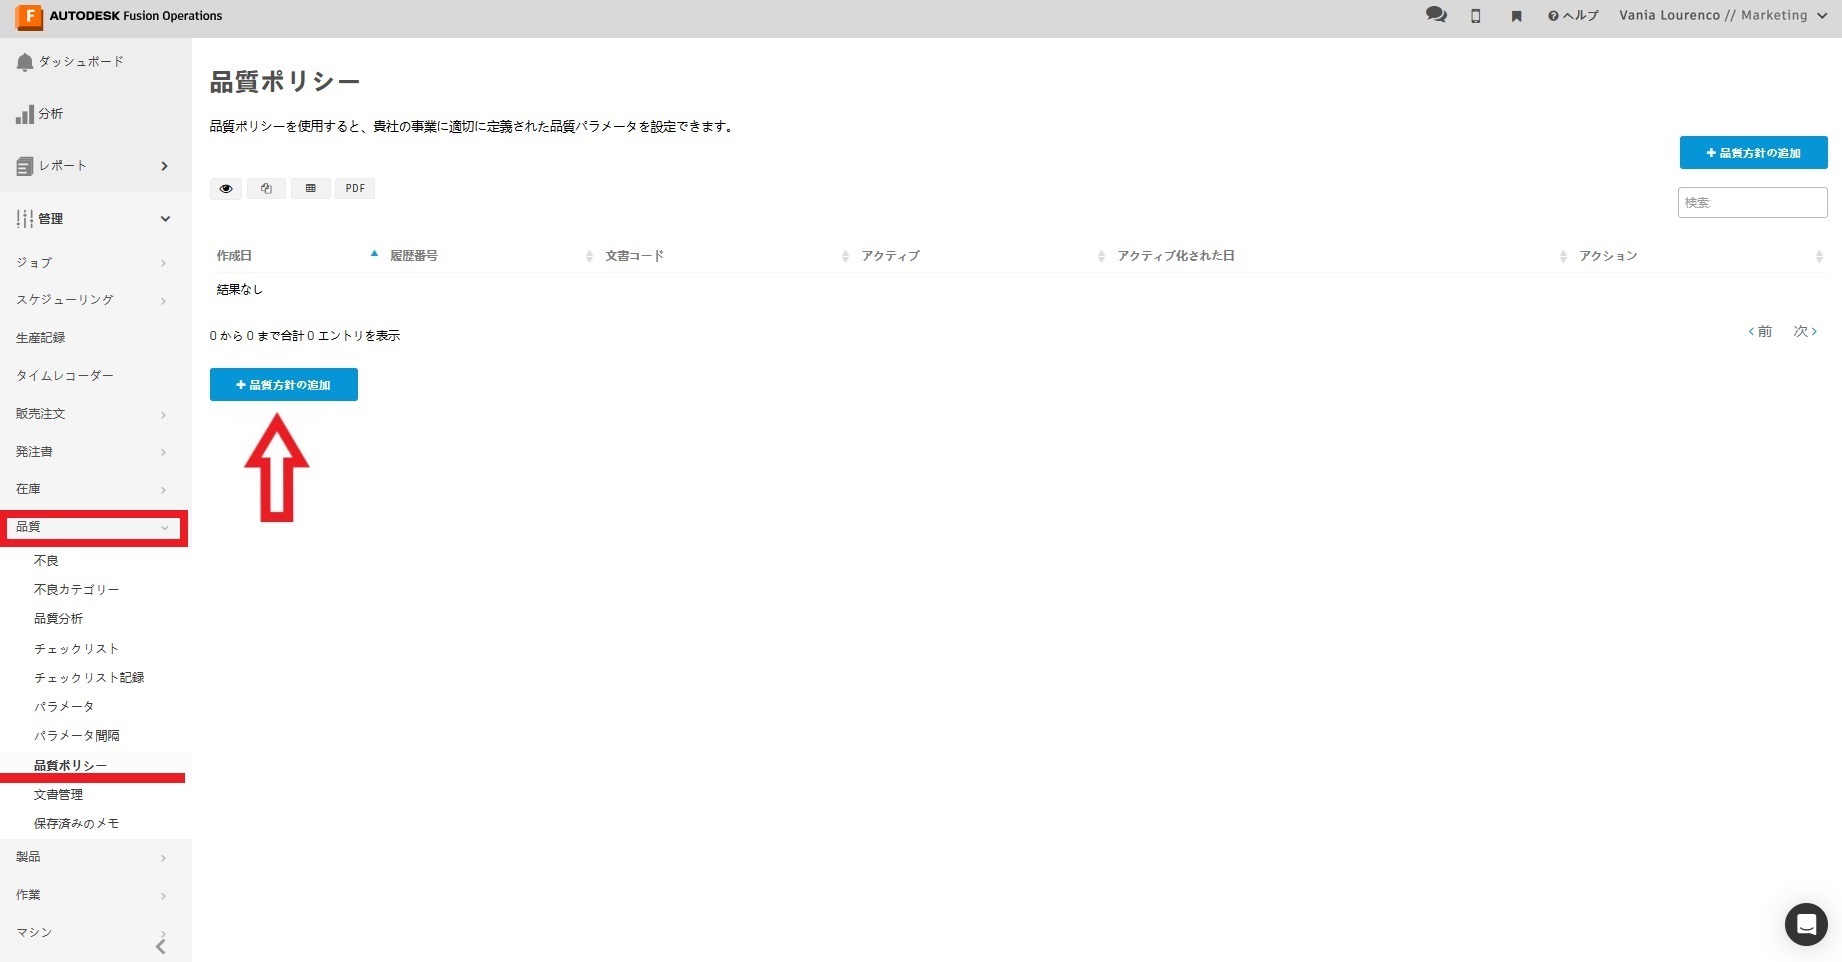 F AUTODESK Fusion Operations
ヘルプ Vania Lourenco // Marketing
ダッシュボード
分析
レポート
管理
ジョブ
スケジューリング
生産記録
タイムレコーダー
販売注文
発注書
在庫
品質
不良
不良カテゴリー
品質分析
チェックリスト
チェックリスト記録
パラメータ
パラメータ間隔
品質ポリシー
文書管理
保存済みのメモ
製品
作業
マシン
品質ポリシー
品質ポリシーを使用すると、貴社の事業に適切に定義された品質パラメータを設定できます。
+ 品質方針の追加
PDF
検索:
作成日 履歴番号 文書コード アクティブ アクティブ化された日 アクション
結果なし
0 から 0 まで合計 0 エントリを表示
前 次
+ 品質方針の追加